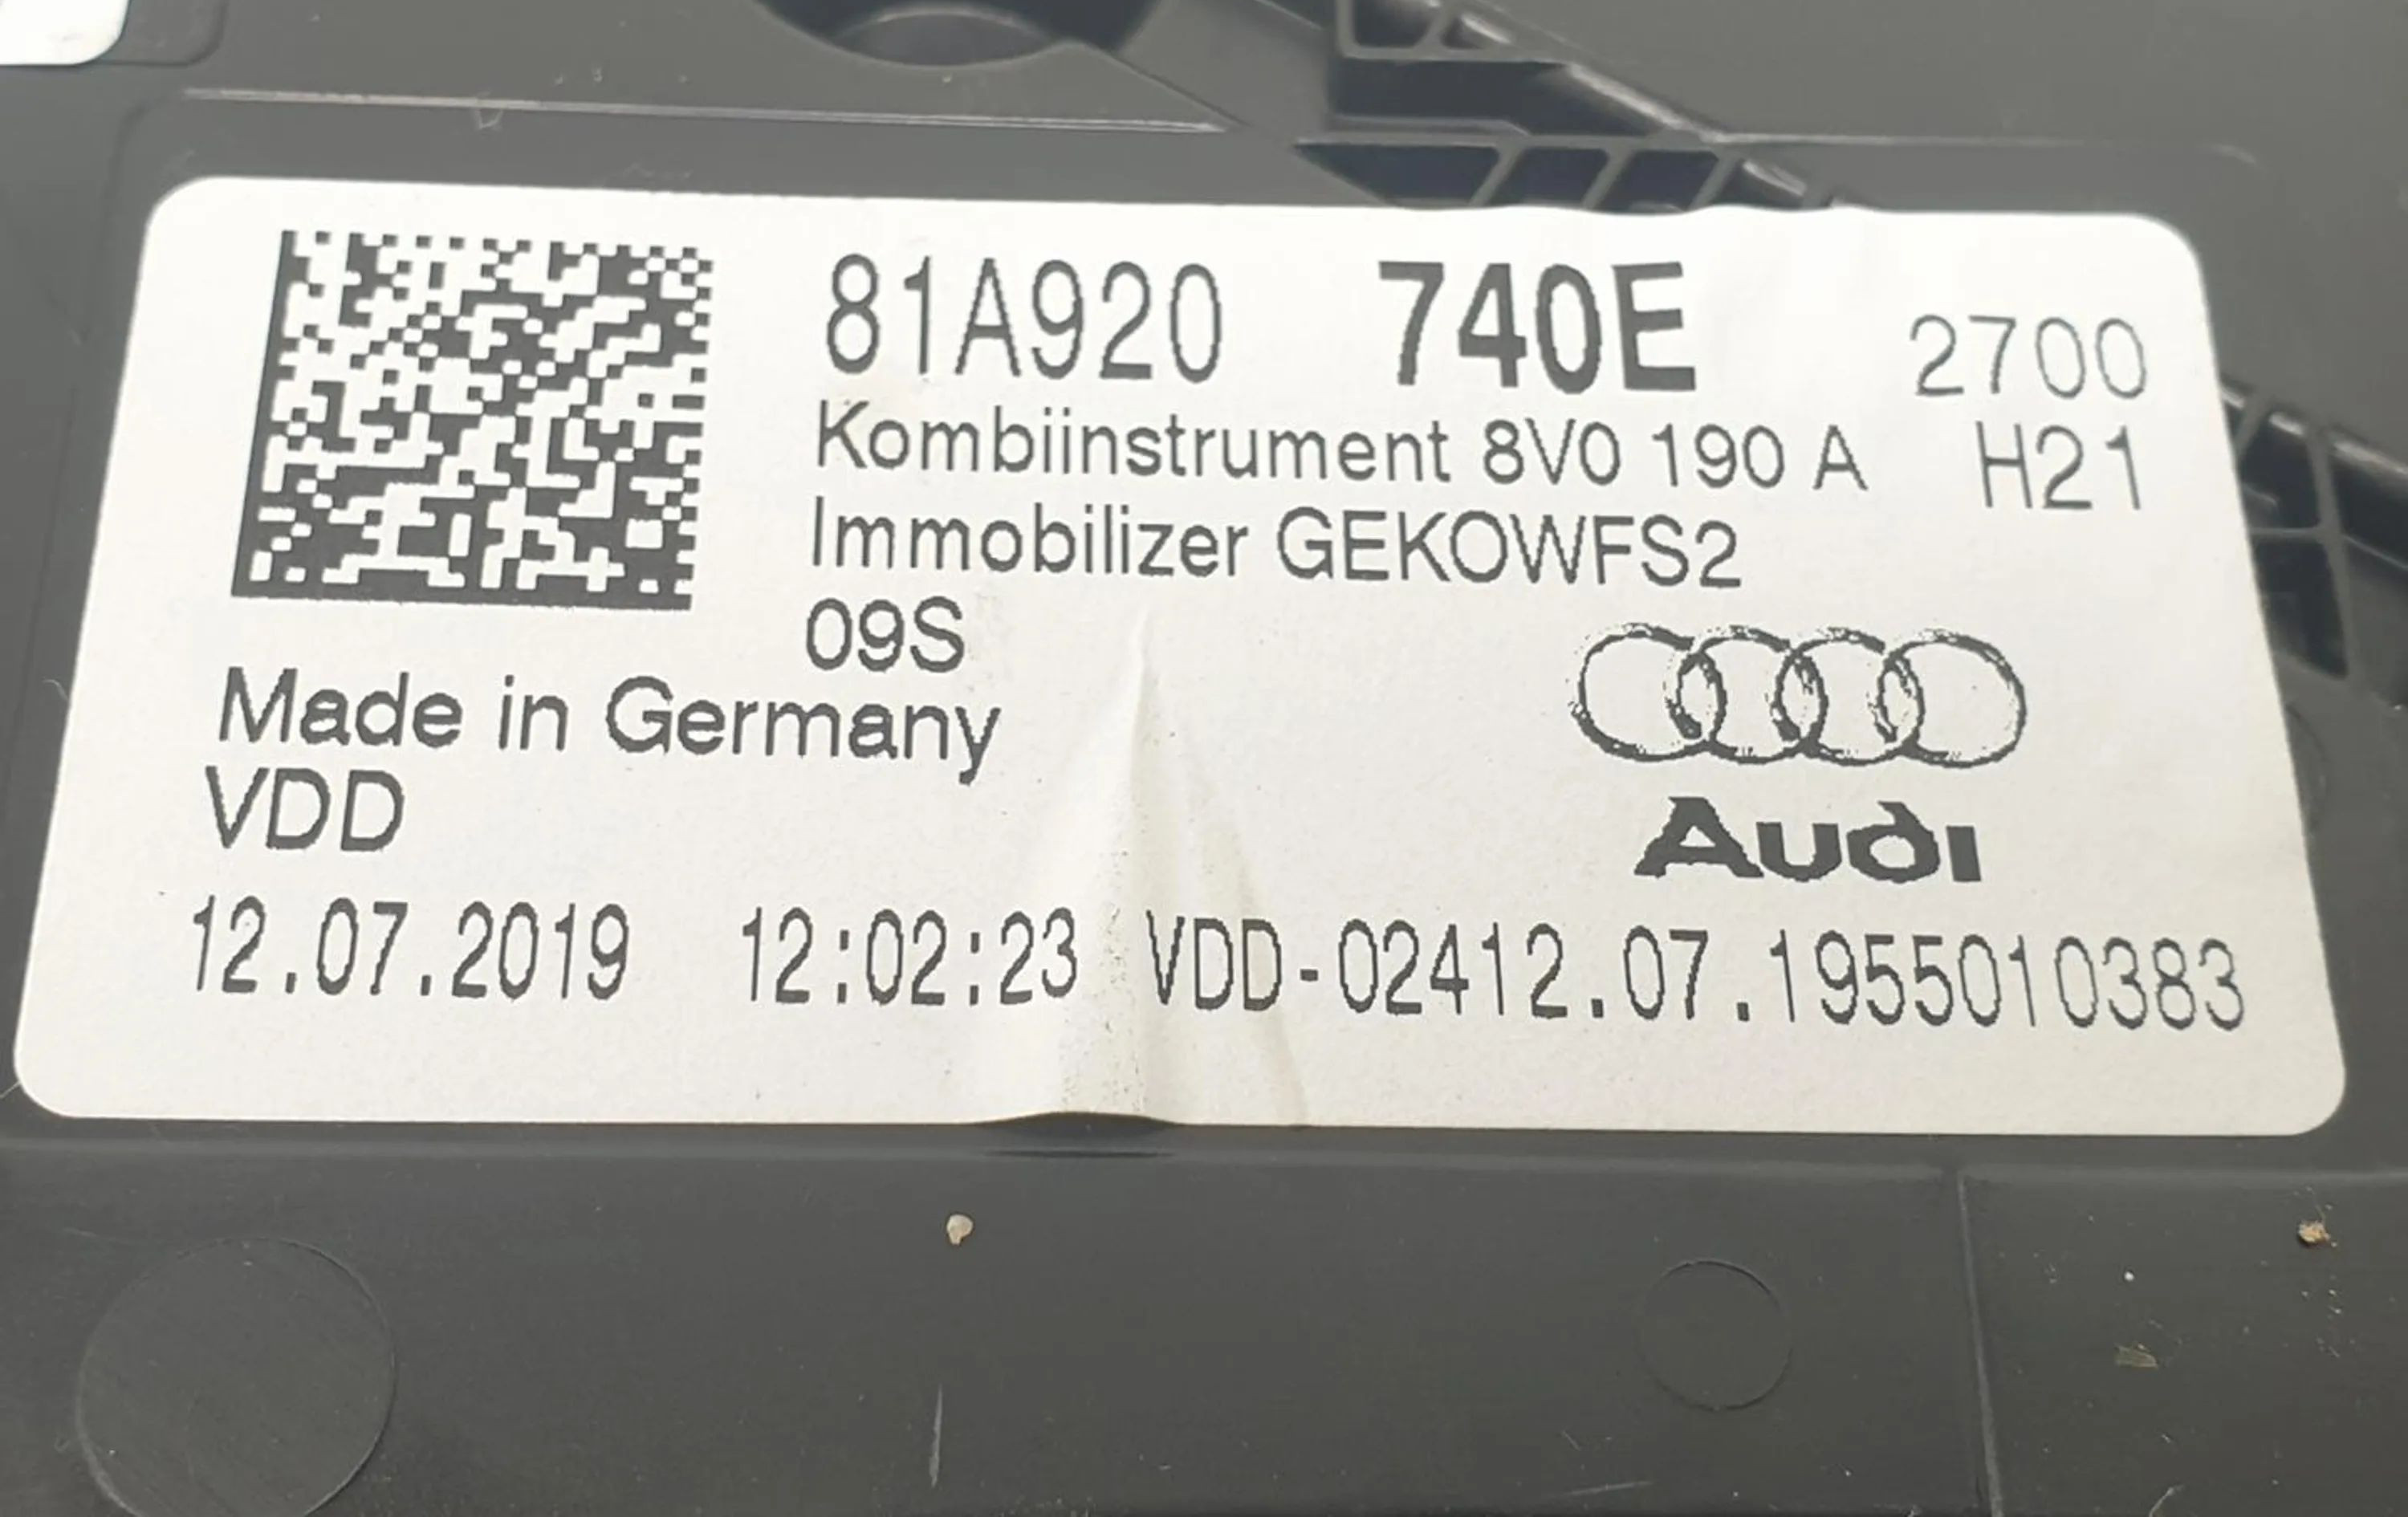 81A920 740E 2700
Kombiinstrument 8V0 190 A H21
Immobilizer GEKOWFS2
09S
Made in Germany
VDD
Audi
12.07.2019 12:02:23 VDD-02412.07.1955010383